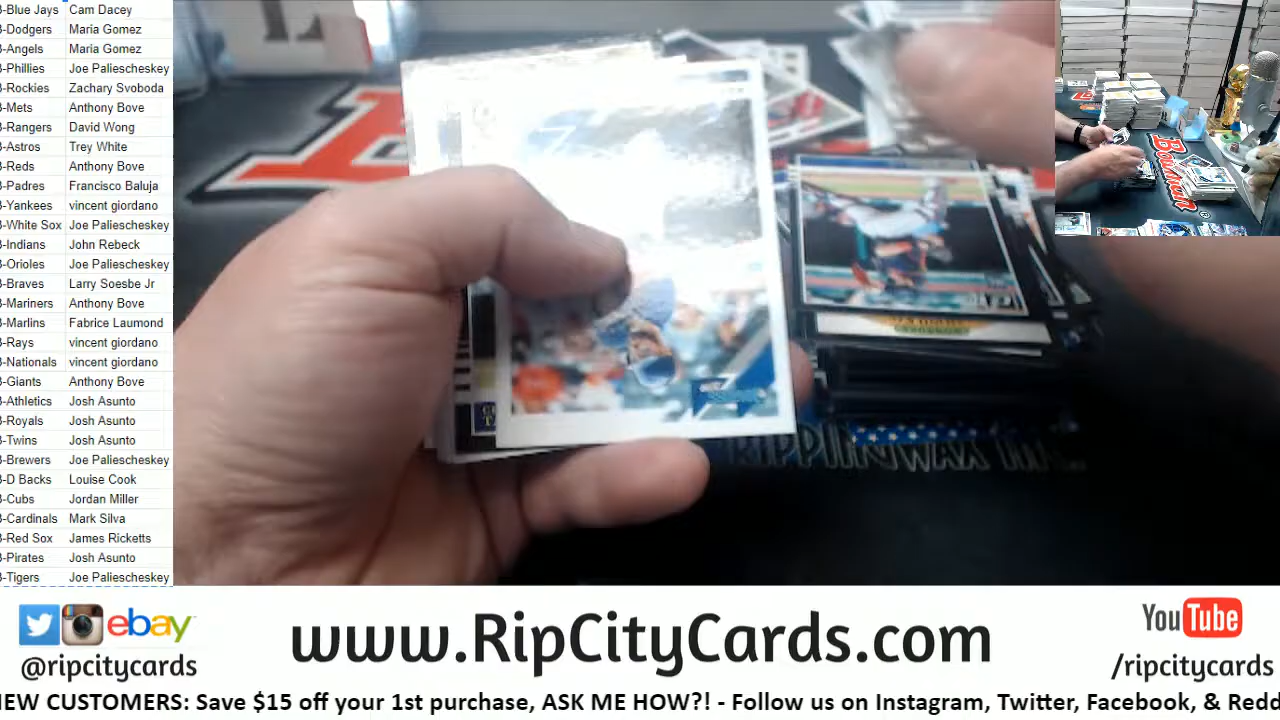 B-Blue Jays Cam Dacey
B-Dodgers Maria Gomez
B-Angels Maria Gomez
B-Phillies Joe Paliescheskey
B-Rockies Zachary Svoboda
B-Mets Anthony Bove
B-Rangers David Wong
B-Astros Trey White
B-Reds Anthony Bove
B-Padres Francisco Baluja
B-Yankees vincent giordano
B-White Sox Joe Paliescheskey
B-Indians John Rebeck
B-Orioles Joe Paliescheskey
B-Braves Larry Soesbe Jr
B-Mariners Anthony Bove
B-Marlins Fabrice Laumond
B-Rays vincent giordano
B-Nationals vincent giordano
B-Giants Anthony Bove
B-Athletics Josh Asunto
B-Royals Josh Asunto
B-Twins Josh Asunto
B-Brewers Joe Paliescheskey
B-D Backs Louise Cook
B-Cubs Jordan Miller
B-Cardinals Mark Silva
B-Red Sox James Ricketts
B-Pirates Josh Asunto
B-Tigers Joe Paliescheskey
Bowman
RIPPINWAX
ebay
@ripcitycards
www.RipCityCards.com
YouTube
/ripcitycards
NEW CUSTOMERS: Save $15 off your 1st purchase, ASK ME HOW?! - Follow us on Instagram, Twitter, Facebook, & Redd